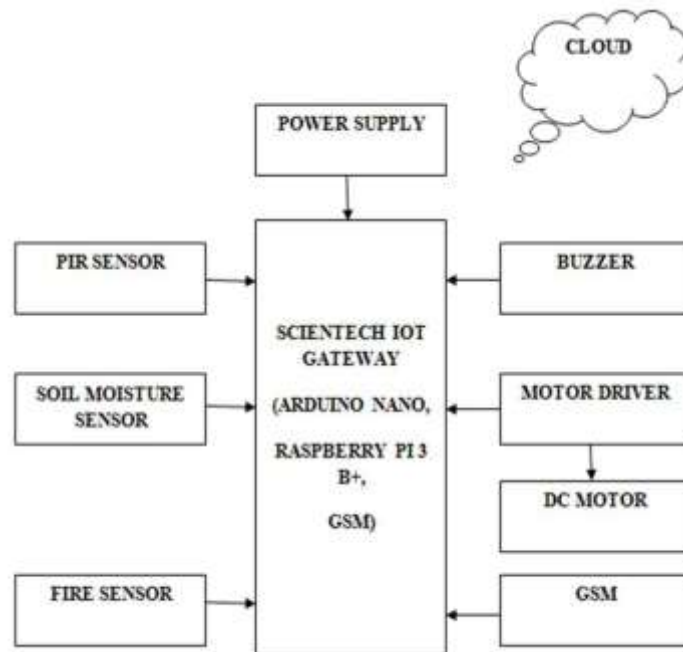 CLOUD
POWER SUPPLY
PIR SENSOR
BUZZER
SCIENTECH IOT
GATEWAY
(ARDUINO NANO,
RASPBERRY PI 3
B+,
GSM)
SOIL MOISTURE
SENSOR
MOTOR DRIVER
DC MOTOR
FIRE SENSOR
GSM